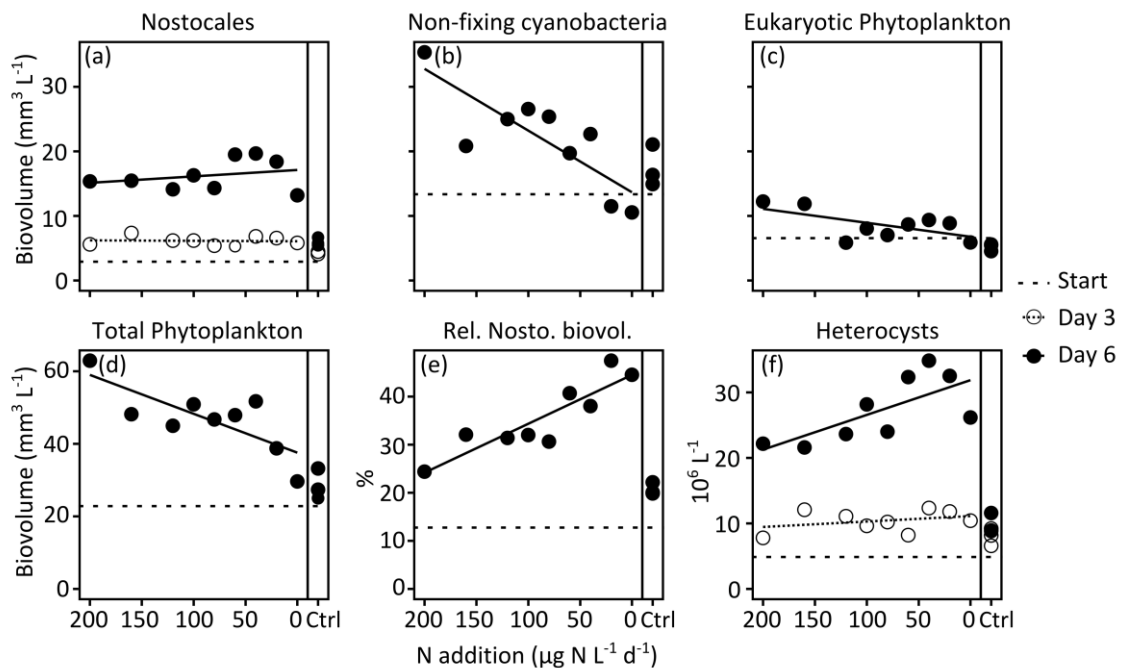 Nostocales
Non-fixing cyanobacteria
Eukaryotic Phytoplankton
(a)
(b)
(c)
Biovolume (mm³ L⁻¹)
30
20
10
0
Start
Day 3
Day 6
Total Phytoplankton
Rel. Nosto. biovol.
Heterocysts
(d)
(e)
(f)
Biovolume (mm³ L⁻¹)
60
40
20
0
%
40
30
20
10
0
10⁶ L⁻¹
30
20
10
0
200 150 100 50 0 Ctrl
200 150 100 50 0 Ctrl
200 150 100 50 0 Ctrl
N addition (µg N L⁻¹ d⁻¹)